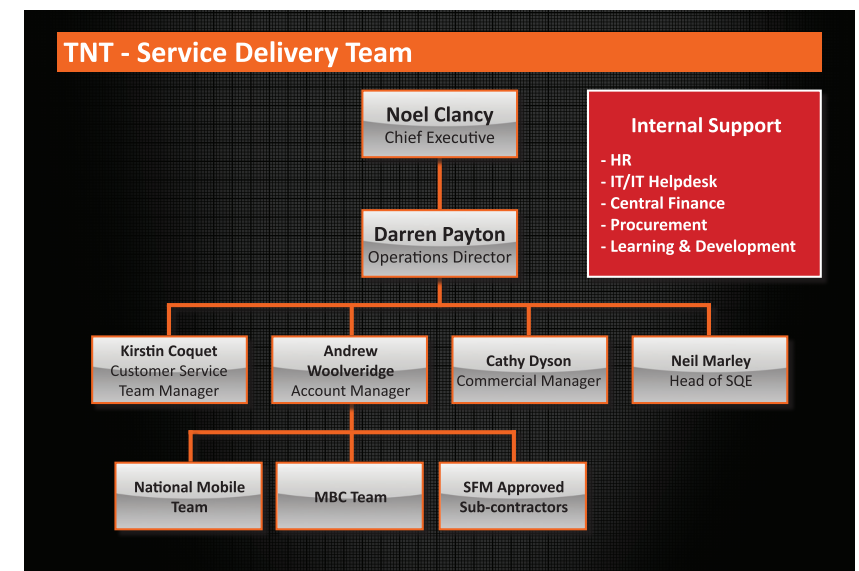 TNT - Service Delivery Team
Noel Clancy
Chief Executive
Internal Support
- HR
- IT/IT Helpdesk
- Central Finance
- Procurement
- Learning & Development
Darren Payton
Operations Director
Kirstin Coquet
Customer Service
Team Manager
Andrew
Woolveridge
Account Manager
Cathy Dyson
Commercial Manager
Neil Marley
Head of SQE
National Mobile
Team
MBC Team
SFM Approved
Sub-contractors